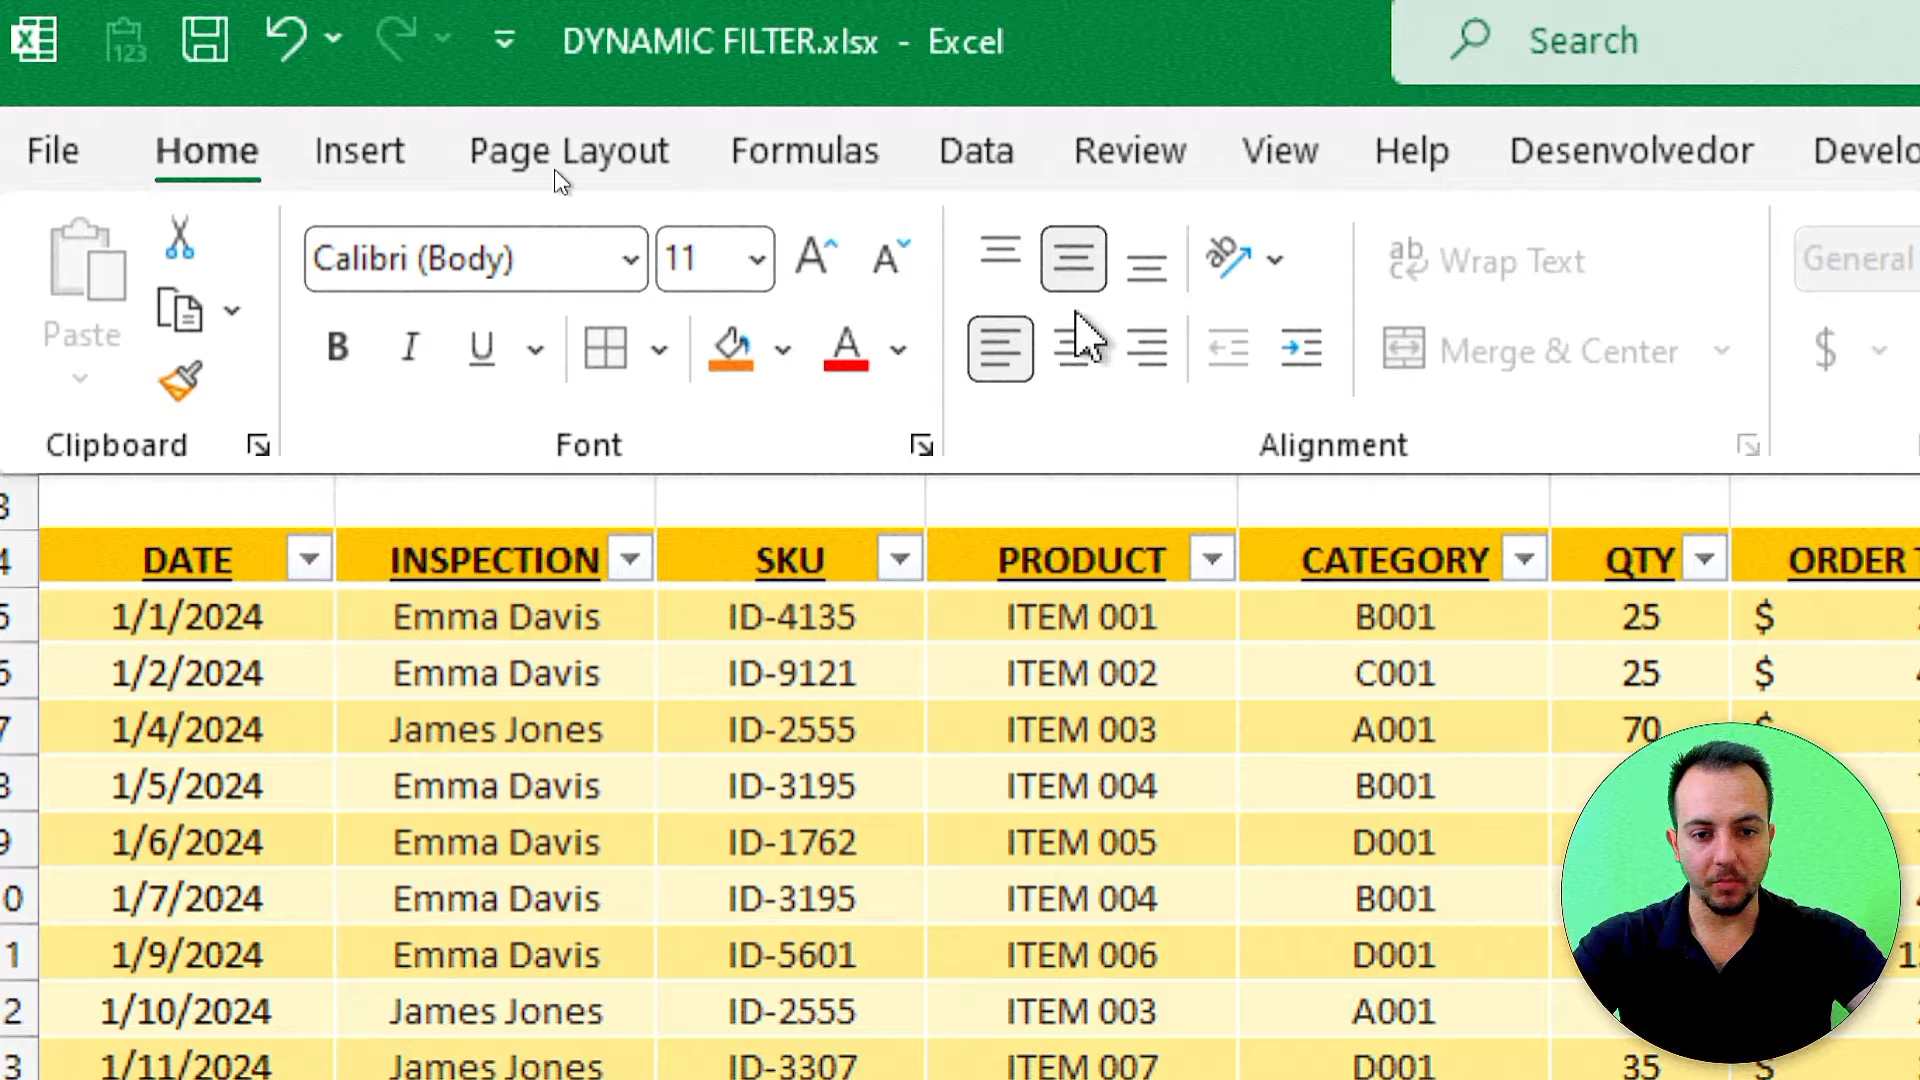 123 DYNAMIC FILTER.xlsx - Excel Search
File Home Insert Page Layout Formulas Data Review View Help Desenvolvedor
Calibri (Body) 11 A A ab ab Wrap Text General
Paste B I U A Merge & Center $
Clipboard Font Alignment
DATE INSPECTION SKU PRODUCT CATEGORY QTY ORDER
1/1/2024 Emma Davis ID-4135 ITEM 001 B001 25 $
1/2/2024 Emma Davis ID-9121 ITEM 002 C001 25 $
1/4/2024 James Jones ID-2555 ITEM 003 A001 70
1/5/2024 Emma Davis ID-3195 ITEM 004 B001
1/6/2024 Emma Davis ID-1762 ITEM 005 D001
1/7/2024 Emma Davis ID-3195 ITEM 004 B001
1/9/2024 Emma Davis ID-5601 ITEM 006 D001
1/10/2024 James Jones ID-2555 ITEM 003 A001
1/11/2024 James Jones ID-3307 ITEM 007 D001 35 $